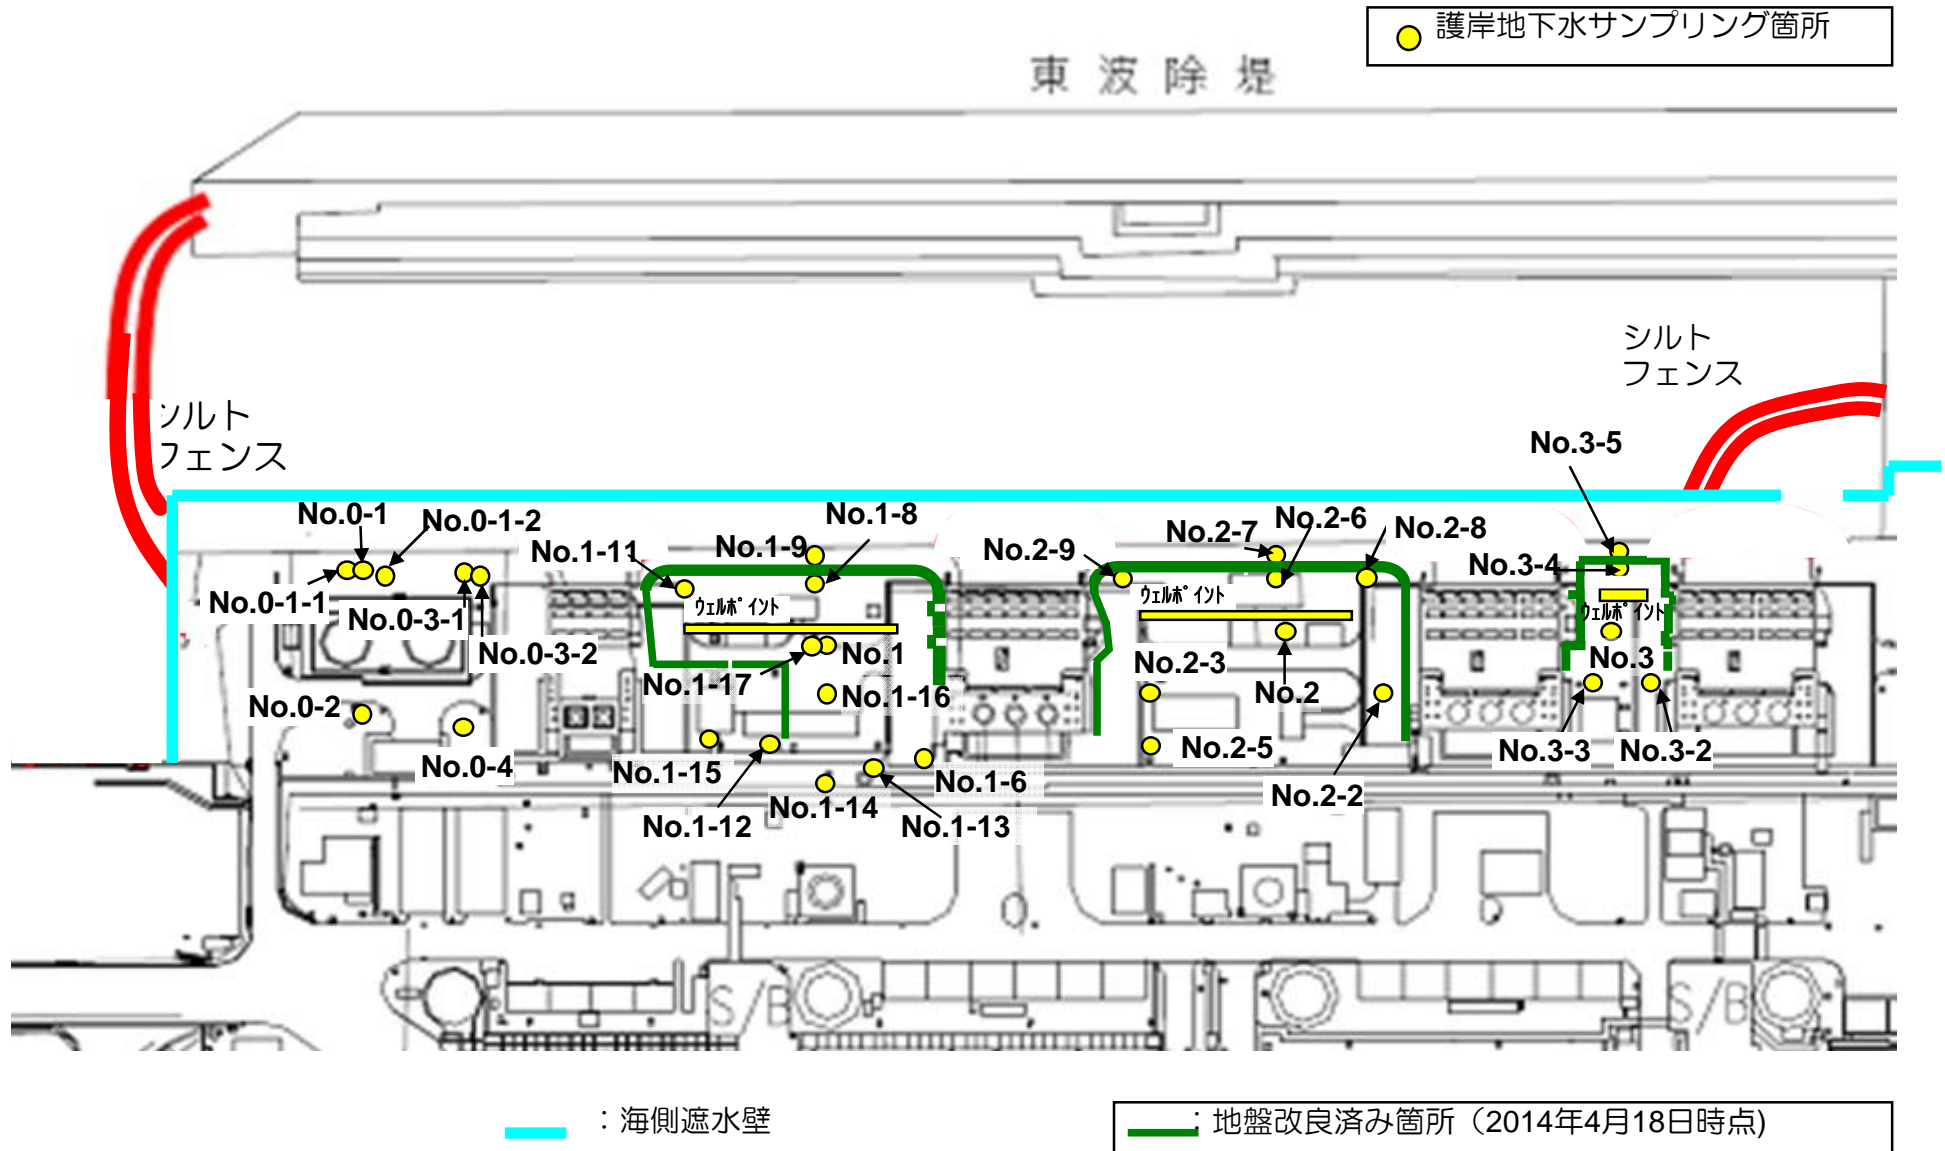 護岸地下水サンプリング箇所
東波除堤
シルト
フェンス
シルト
フェンス
No.3-5
No.0-1
No.0-1-2
No.1-11
No.1-9
No.1-8
No.2-9
No.2-7
No.2-6
No.2-8
No.3-4
No.0-1-1
No.0-3-1
ウェルポイント
ウェルポイント
ウェルポイント
No.0-3-2
No.1-17
No.1
No.1-16
No.2-3
No.2
No.3
No.0-2
No.0-4
No.1-15
No.1-12
No.1-14
No.1-13
No.1-6
No.2-5
No.2-2
No.3-3
No.3-2
S/B
S/B
：海側遮水壁
：地盤改良済み箇所（2014年4月18日時点)